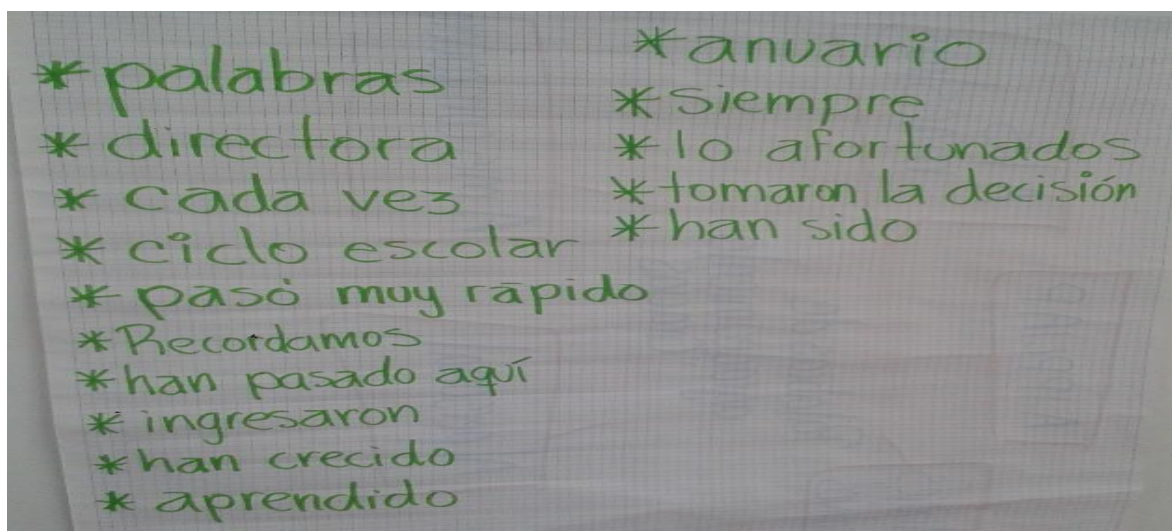 * palabras
* directora
* cada vez
* ciclo escolar
* pasó muy rápido
* Recordamos
* han pasado aquí
* ingresaron
* han crecido
* aprendido
* anuario
* Siempre
* lo afortunados
* tomaron la decisión
* han sido